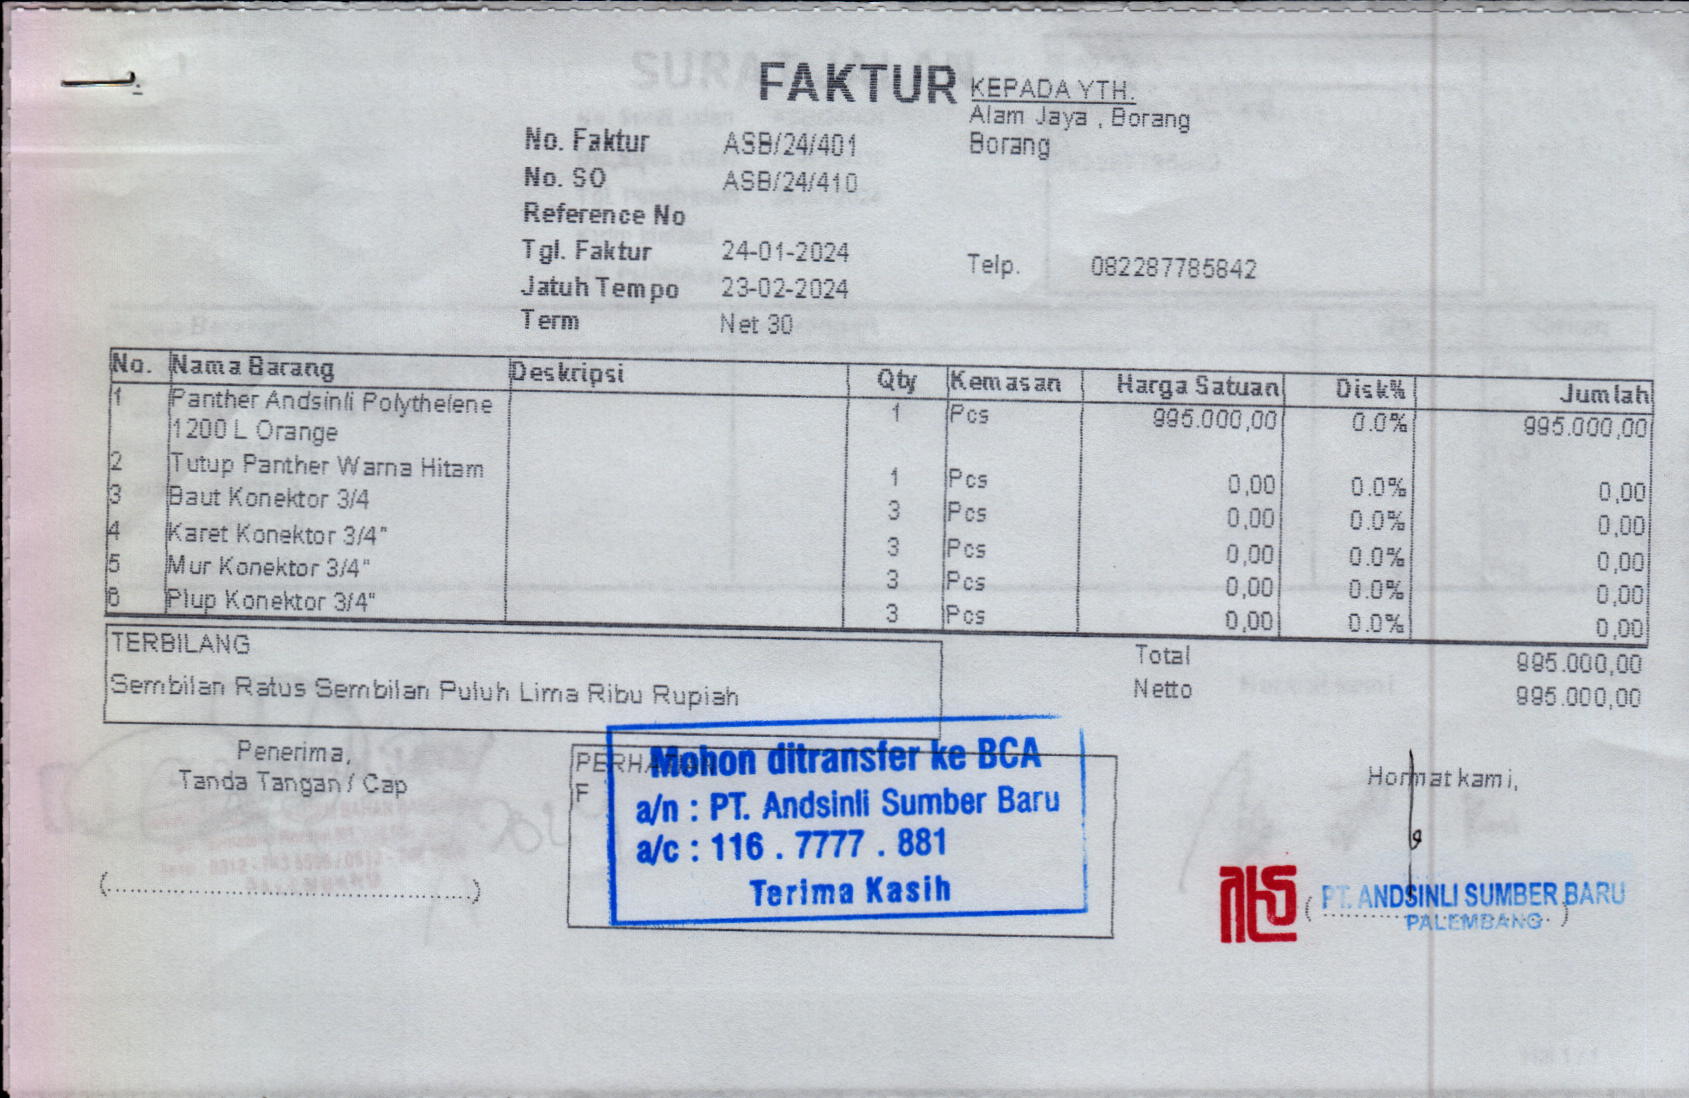 FAKTUR
KEPADA YTH.
Alam Jaya , Borang
Borang
No. Faktur ASB/24/401
No. SO ASB/24/410
Reference No
Tgl. Faktur 24-01-2024
Jatuh Tempo 23-02-2024
Term Net 30
Telp. 082287785842
No. Nama Barang Deskripsi Qty Kemasan Harga Satuan Disk% Jumlah
1 Panther Andsinli Polythelene 1 Pcs 995.000,00 0.0% 995.000,00
1200 L Orange
2 Tutup Panther Warna Hitam 1 Pcs 0,00 0.0% 0,00
3 Baut Konektor 3/4 3 Pcs 0,00 0.0% 0,00
4 Karet Konektor 3/4" 3 Pcs 0,00 0.0% 0,00
5 Mur Konektor 3/4" 3 Pcs 0,00 0.0% 0,00
6 Plup Konektor 3/4" 3 Pcs 0,00 0.0% 0,00
TERBILANG
Sembilan Ratus Sembilan Puluh Lima Ribu Rupiah
Total 995.000,00
Netto 995.000,00
Penerima,
Tanda Tangan / Cap
F
Mohon ditransfer ke BCA
a/n : PT. Andsinli Sumber Baru
a/c : 116 . 7777 . 881
Terima Kasih
Hormat kami,
PT. ANDSINLI SUMBER BARU
PALEMBANG